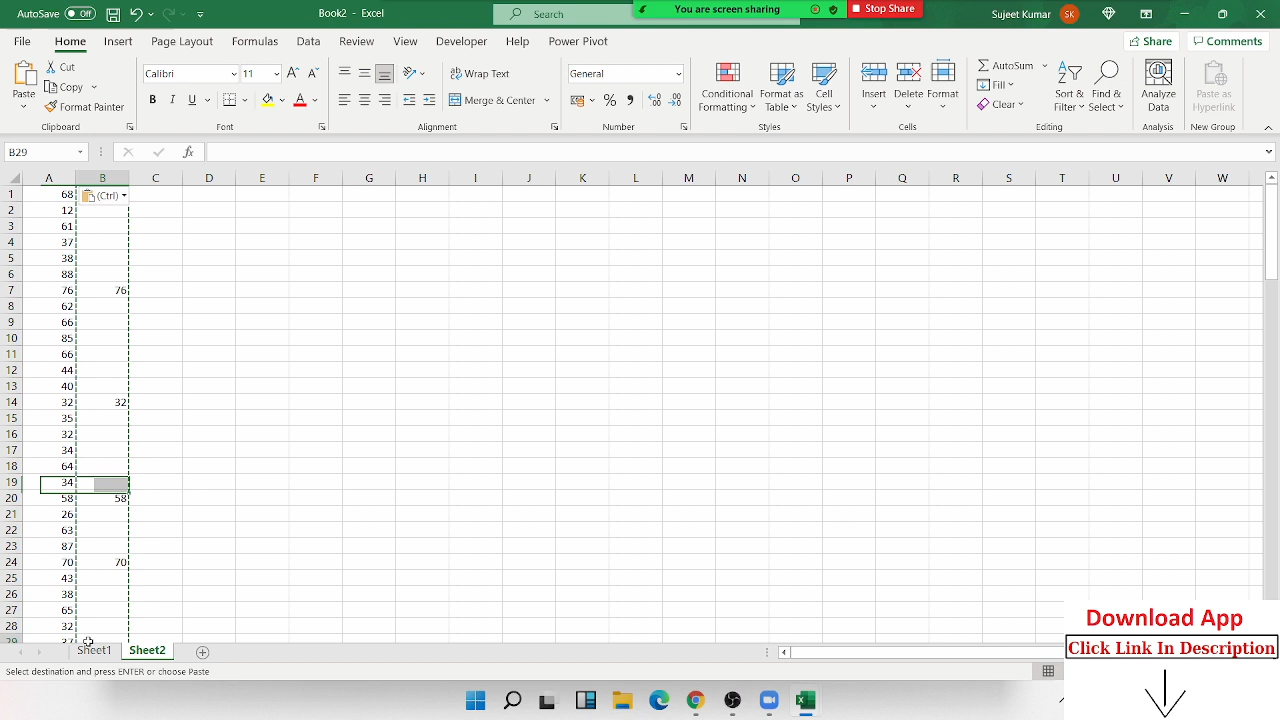 AutoSave Off Book2 - Excel Search You are screen sharing Stop Share Sujeet Kumar SK
File Home Insert Page Layout Formulas Data Review View Developer Help Power Pivot Share Comments
Paste Cut Copy Format Painter Clipboard
Calibri 11 B I U A Font
Wrap Text Merge & Center Alignment
General % Number
Conditional Formatting Format as Table Cell Styles Styles
Insert Delete Format Cells
AutoSum Fill Clear Sort & Filter Find & Select Editing
Analyze Data Analysis
Paste as Hyperlink New Group
B29 fx
A B C D E F G H I J K L M N O P Q R S T U V W
1 68 (Ctrl)
2 12
3 61
4 37
5 38
6 88
7 76 76
8 62
9 66
10 85
11 66
12 44
13 40
14 32 32
15 35
16 32
17 34
18 64
19 34
20 58 58
21 26
22 63
23 87
24 70 70
25 43
26 38
27 65
28 32
29 37
Sheet1 Sheet2
Select destination and press ENTER or choose Paste
Download App
Click Link In Description